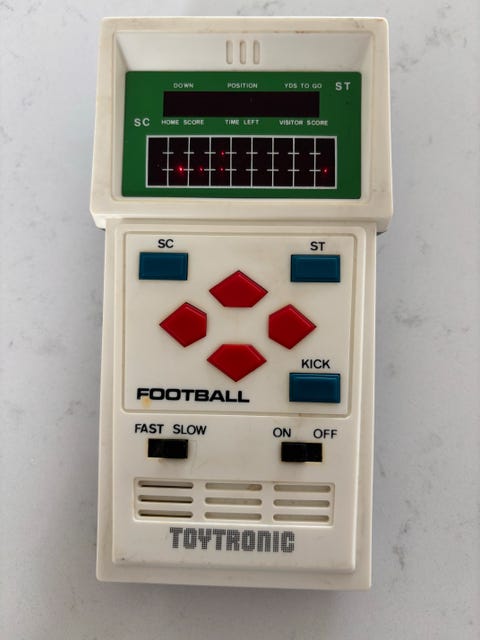 DOWN POSITION YDS TO GO ST
SC HOME SCORE TIME LEFT VISITOR SCORE
SC ST
KICK
FOOTBALL
FAST SLOW ON OFF
TOYTRONIC